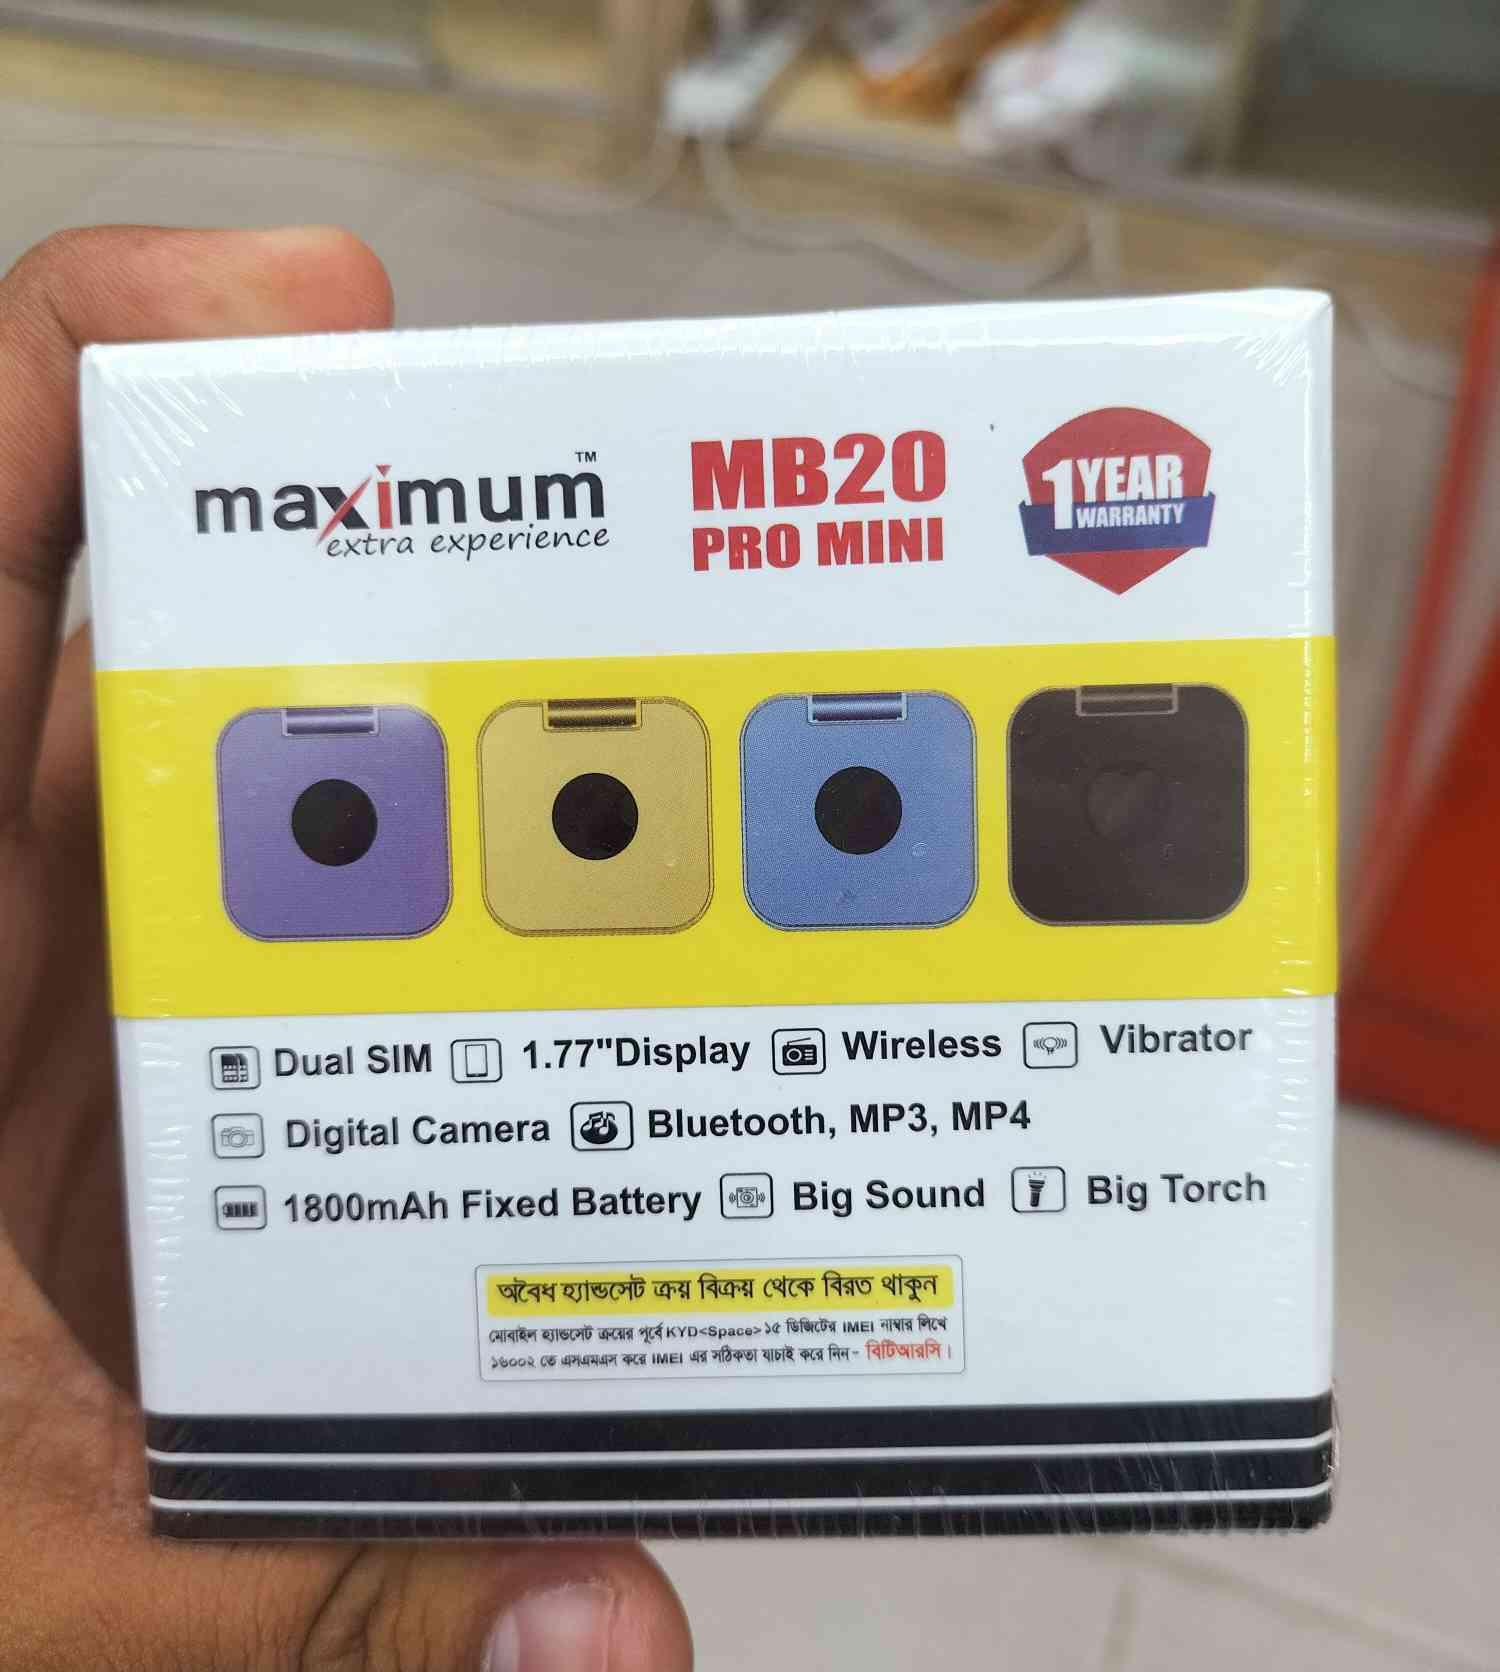 maximum™
extra experience
MB20
PRO MINI
1 YEAR
WARRANTY
Dual SIM 1.77"Display Wireless Vibrator
Digital Camera Bluetooth, MP3, MP4
1800mAh Fixed Battery Big Sound Big Torch
অবৈধ হ্যান্ডসেট ক্রয় বিক্রয় থেকে বিরত থাকুন
মোবাইল হ্যান্ডসেট ক্রয়ের পূর্বে KYD<Space> ১৫ ডিজিটের IMEI নাম্বার লিখে
১৬০০২ তে এসএমএস করে IMEI এর সঠিকতা যাচাই করে নিন- বিটিআরসি।